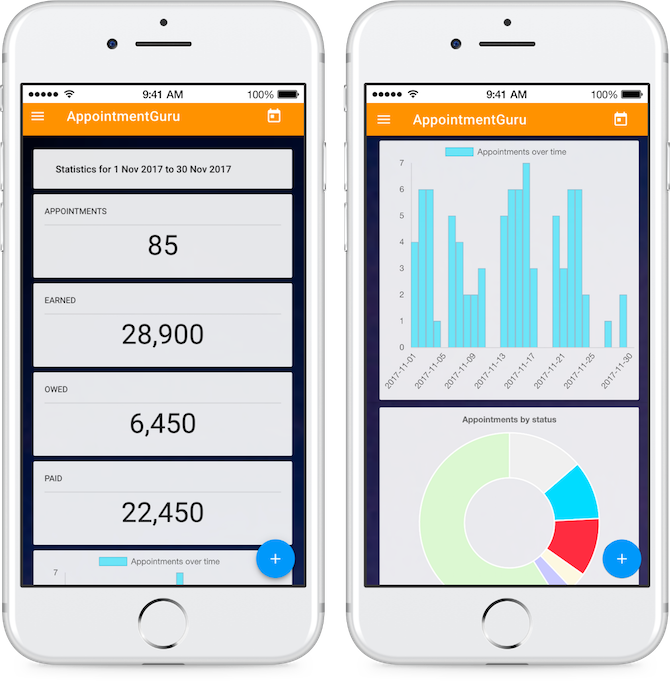 9:41 AM
100%
AppointmentGuru
Statistics for 1 Nov 2017 to 30 Nov 2017
APPOINTMENTS
85
EARNED
28,900
OWED
6,450
PAID
22,450
Appointments over time
7
+
9:41 AM
100%
AppointmentGuru
Appointments over time
7
6
5
4
3
2
1
0
2017-11-01
2017-11-05
2017-11-09
2017-11-13
2017-11-17
2017-11-21
2017-11-25
2017-11-30
Appointments by status
+